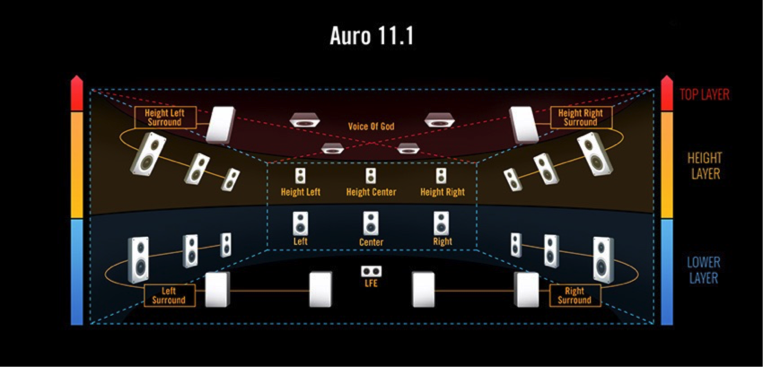 Auro 11.1
TOP LAYER
Height Left
Surround
Voice Of God
Height Right
Surround
HEIGHT
LAYER
Height Left
Height Center
Height Right
Left
Center
Right
LOWER
LAYER
LFE
Left
Surround
Right
Surround